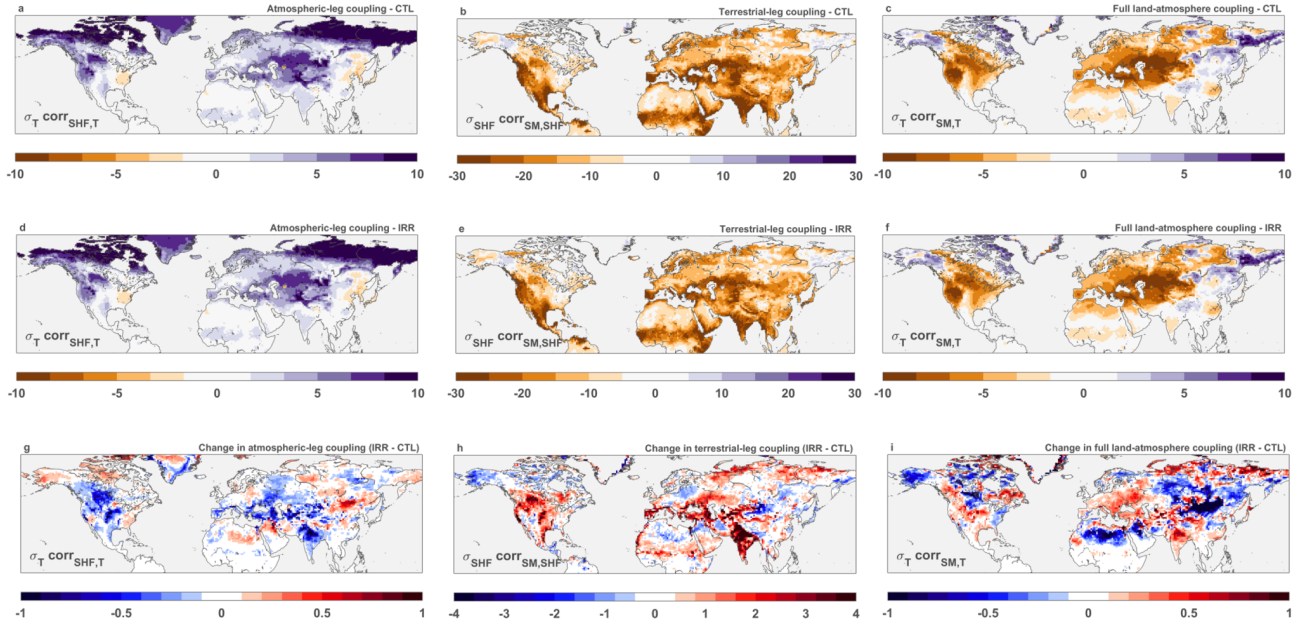 a Atmospheric-leg coupling - CTL
σT corrSHF,T
-10 -5 0 5 10
b Terrestrial-leg coupling - CTL
σSHF corrSM,SHF
-30 -20 -10 0 10 20 30
c Full land-atmosphere coupling - CTL
σT corrSM,T
-10 -5 0 5 10
d Atmospheric-leg coupling - IRR
σT corrSHF,T
-10 -5 0 5 10
e Terrestrial-leg coupling - IRR
σSHF corrSM,SHF
-30 -20 -10 0 10 20 30
f Full land-atmosphere coupling - IRR
σT corrSM,T
-10 -5 0 5 10
g Change in atmospheric-leg coupling (IRR - CTL)
σT corrSHF,T
-1 -0.5 0 0.5 1
h Change in terrestrial-leg coupling (IRR - CTL)
σSHF corrSM,SHF
-4 -3 -2 -1 0 1 2 3 4
i Change in full land-atmosphere coupling (IRR - CTL)
σT corrSM,T
-1 -0.5 0 0.5 1